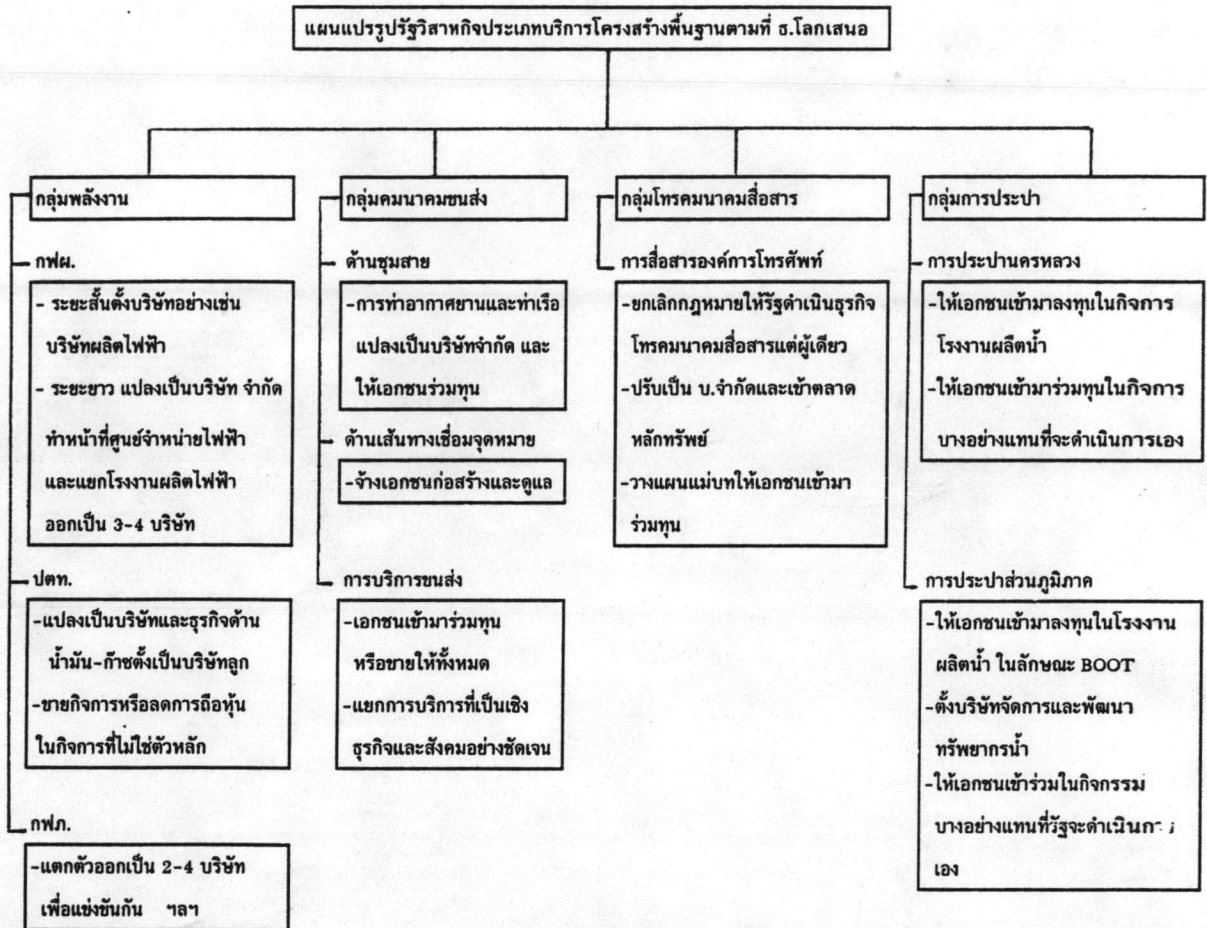 แผนแปรรูปรัฐวิสาหกิจประเภทบริการโครงสร้างพื้นฐานตามที่ ธ.โลกเสนอ
กลุ่มพลังงาน
กฟผ.
- ระยะสั้นตั้งบริษัทอย่างเช่น
บริษัทผลิตไฟฟ้า
- ระยะยาว แปลงเป็นบริษัท จำกัด
ทำหน้าที่ศูนย์จำหน่ายไฟฟ้า
และแยกโรงงานผลิตไฟฟ้า
ออกเป็น 3-4 บริษัท
ปตท.
-แปลงเป็นบริษัทและธุรกิจด้าน
น้ำมัน-ก๊าซตั้งเป็นบริษัทลูก
-ขายกิจการหรือลดการถือหุ้น
ในกิจการที่ไม่ใช่ตัวหลัก
กฟภ.
-แตกตัวออกเป็น 2-4 บริษัท
เพื่อแข่งขันกัน ฯลฯ
กลุ่มคมนาคมขนส่ง
ด้านชุมสาย
-การท่าอากาศยานและท่าเรือ
แปลงเป็นบริษัทจำกัด และ
ให้เอกชนร่วมทุน
ด้านเส้นทางเชื่อมจุดหมาย
-จ้างเอกชนก่อสร้างและดูแล
การบริการขนส่ง
-เอกชนเข้ามาร่วมทุน
หรือขายให้ทั้งหมด
-แยกการบริการที่เป็นเชิง
ธุรกิจและสังคมอย่างชัดเจน
กลุ่มโทรคมนาคมสื่อสาร
การสื่อสารองค์การโทรศัพท์
-ยกเลิกกฎหมายให้รัฐดำเนินธุรกิจ
โทรคมนาคมสื่อสารแต่ผู้เดียว
-ปรับเป็น บ.จำกัดและเข้าตลาด
หลักทรัพย์
-วางแผนแม่บทให้เอกชนเข้ามา
ร่วมทุน
กลุ่มการประปา
การประปานครหลวง
-ให้เอกชนเข้ามาลงทุนในกิจการ
โรงงานผลิตน้ำ
-ให้เอกชนเข้ามาร่วมทุนในกิจการ
บางอย่างแทนที่จะดำเนินการเอง
การประปาส่วนภูมิภาค
-ให้เอกชนเข้ามาลงทุนในโรงงาน
ผลิตน้ำ ในลักษณะ BOOT
-ตั้งบริษัทจัดการและพัฒนา
ทรัพยากรน้ำ
-ให้เอกชนเข้าร่วมในกิจกรรม
บางอย่างแทนที่รัฐจะดำเนินการ
เอง